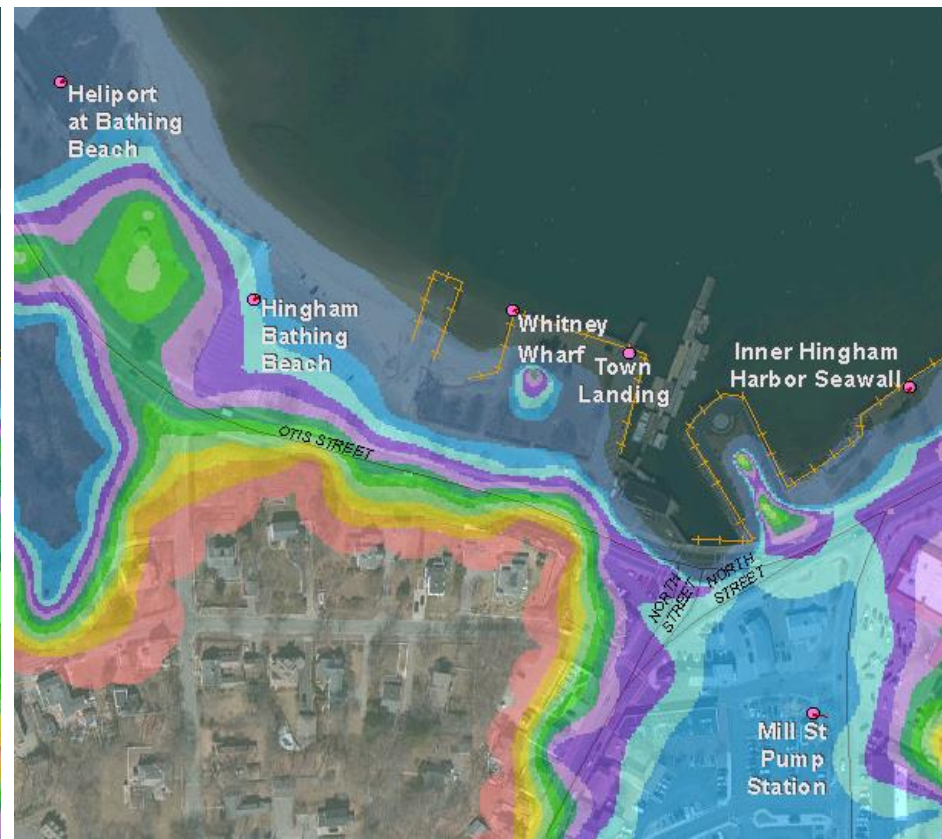 Heliport
at Bathing
Beach
Hingham
Bathing
Beach
Whitney
Wharf
Town
Landing
Inner Hingham
Harbor Seawall
OTIS STREET
NORTH
STREET
NORTH
STREET
Mill St
Pump
Station